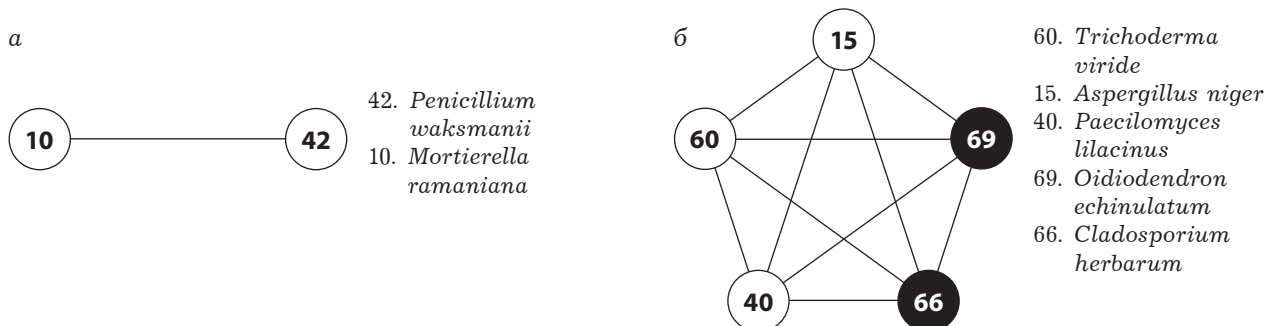 а
10
42
42. Penicillium
waksmanii
10. Mortierella
ramaniana
б
15
60
69
40
66
60. Trichoderma
viride
15. Aspergillus niger
40. Paecilomyces
lilacinus
69. Oidiodendron
echinulatum
66. Cladosporium
herbarum